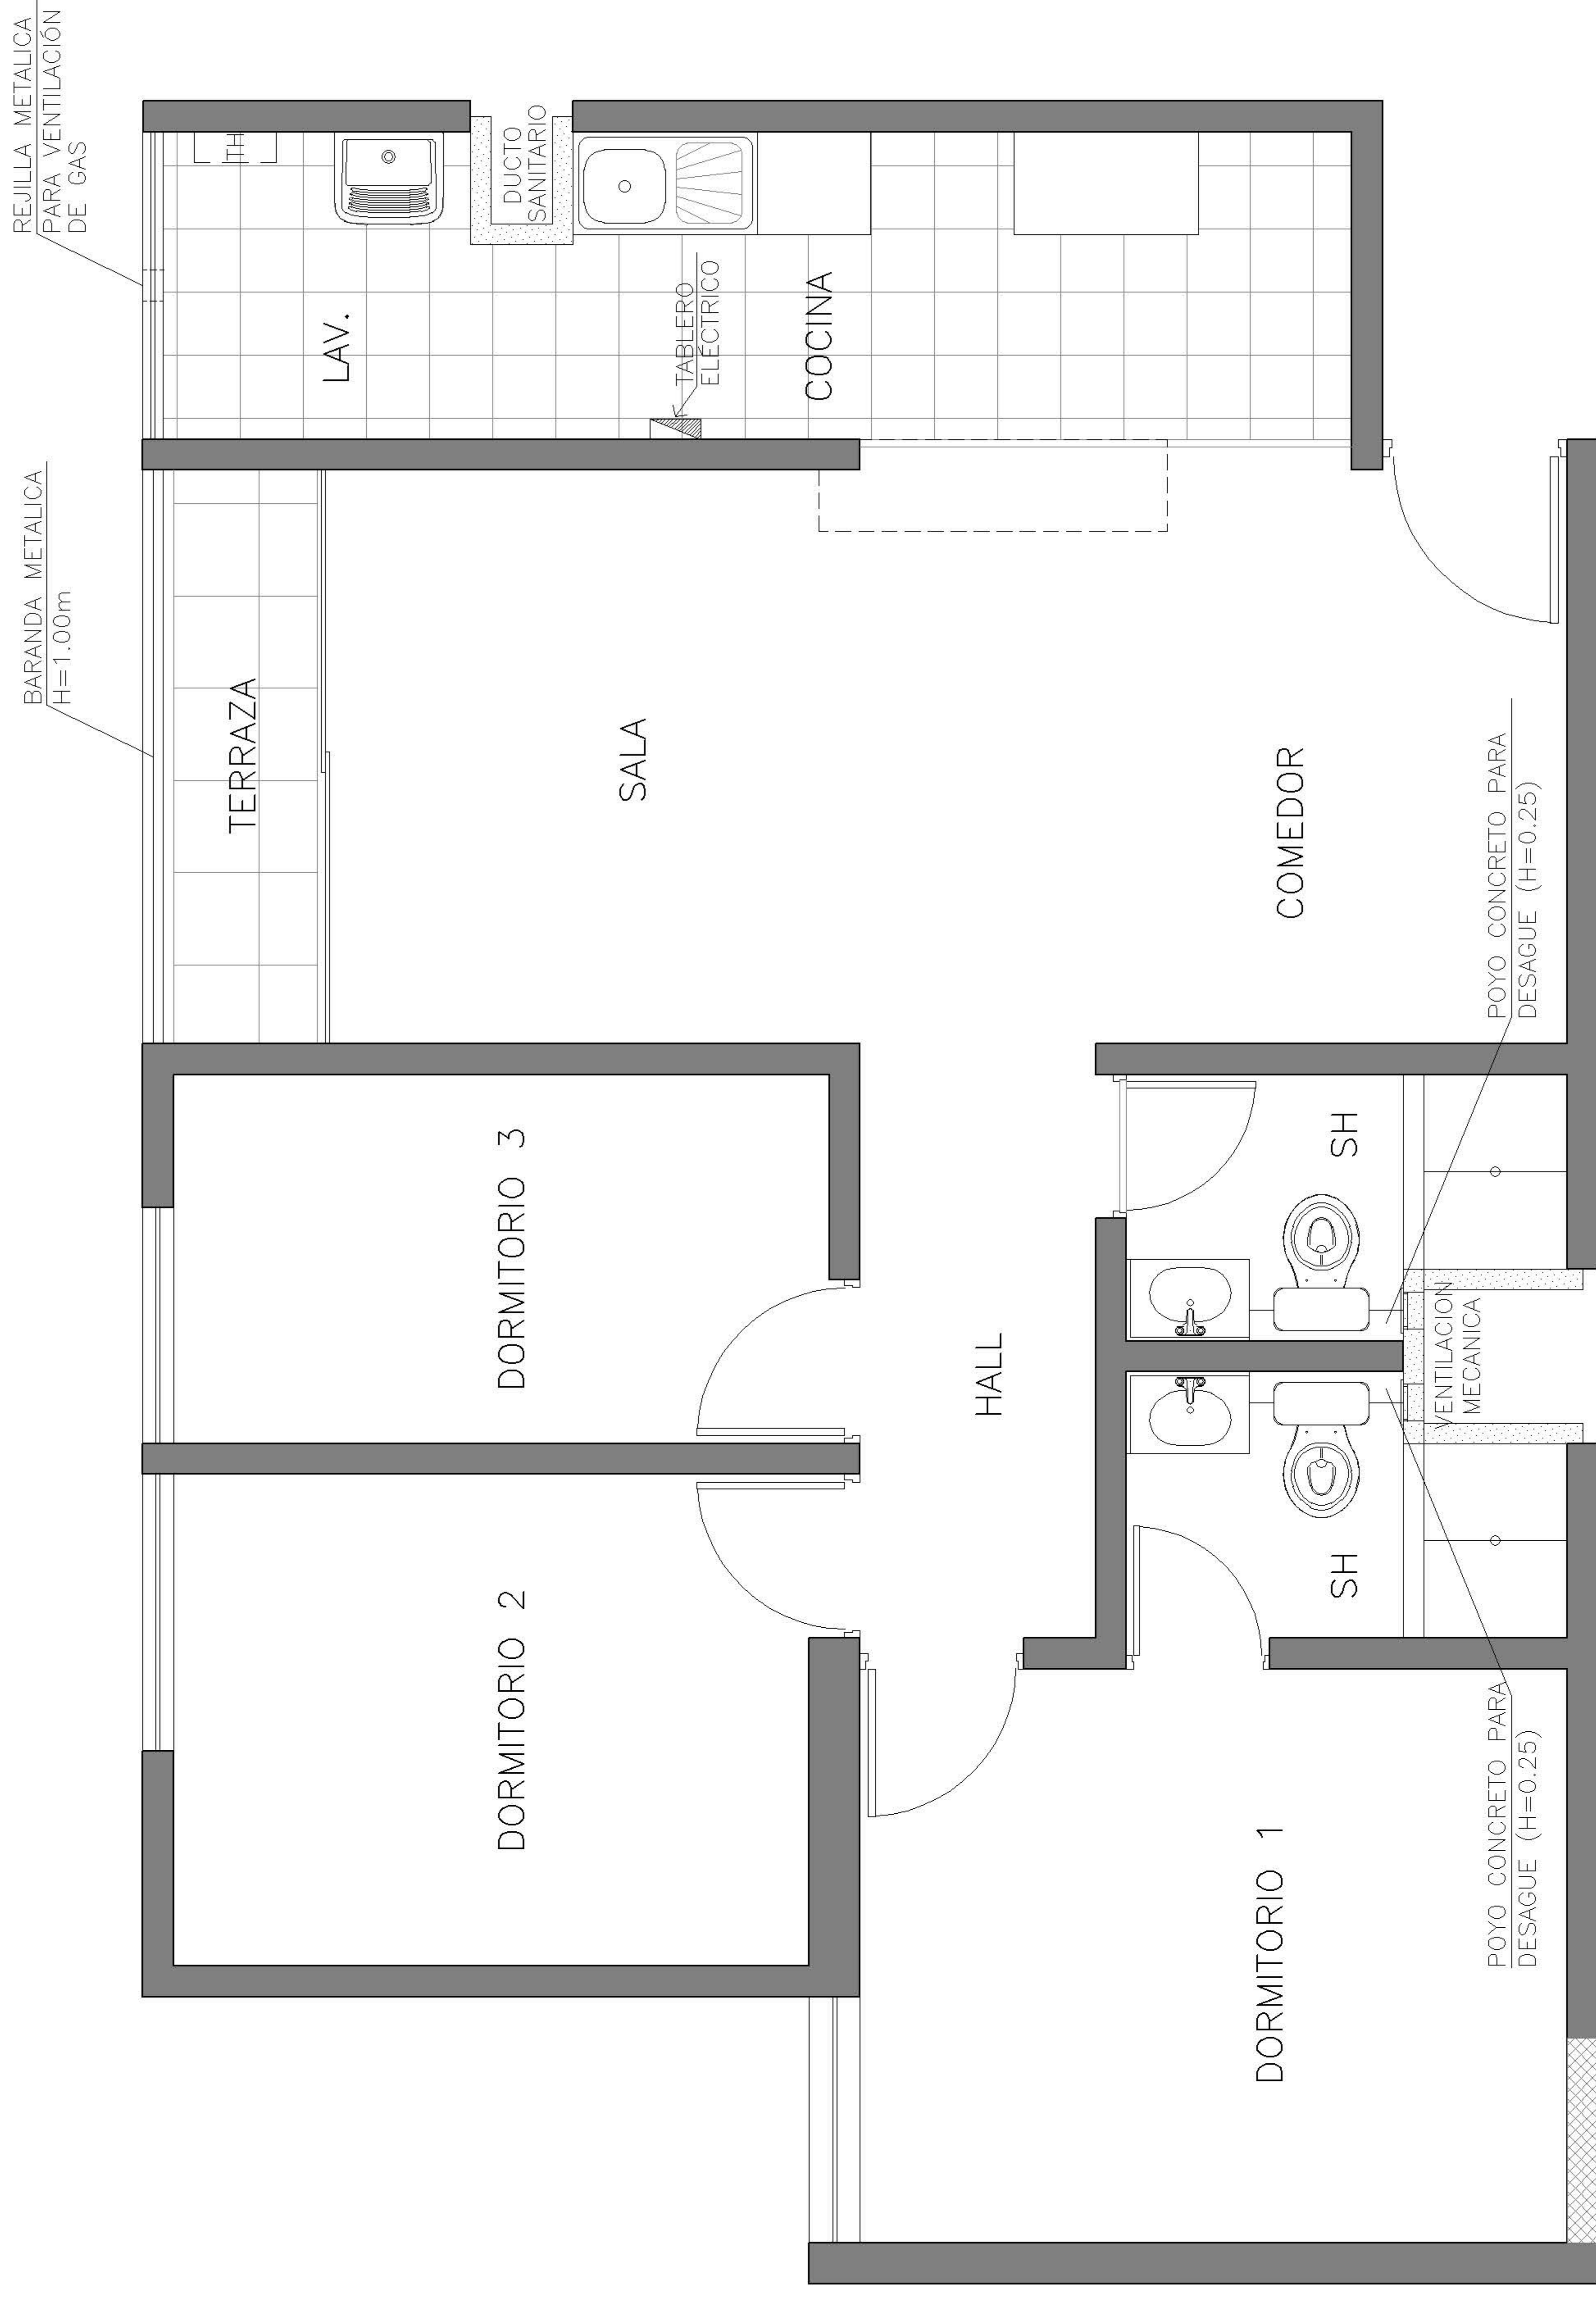 REJILLA METALICA
PARA VENTILACIÓN
DE GAS
BARANDA METALICA
H=1.00m
TH
LAV.
DUCTO
SANITARIO
TABLERO
ELÉCTRICO
COCINA
TERRAZA
SALA
COMEDOR
DORMITORIO 3
DORMITORIO 2
HALL
SH
SH
VENTILACION
MECANICA
POYO CONCRETO PARA
DESAGUE (H=0.25)
DORMITORIO 1
POYO CONCRETO PARA
DESAGUE (H=0.25)